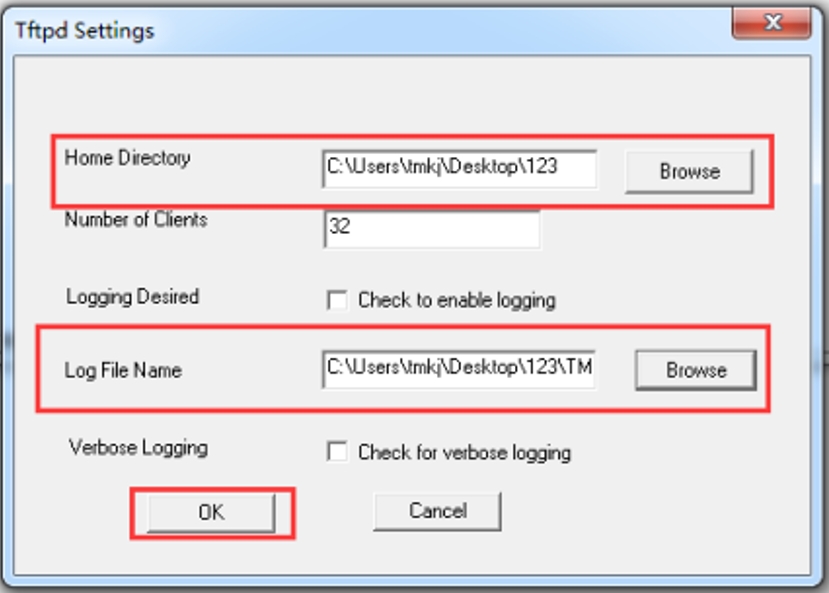 Tftpd Settings
Home Directory
C:\Users\tmkj\Desktop\123
Browse
Number of Clients
32
Logging Desired
Check to enable logging
Log File Name
C:\Users\tmkj\Desktop\123\TM
Browse
Verbose Logging
Check for verbose logging
OK
Cancel